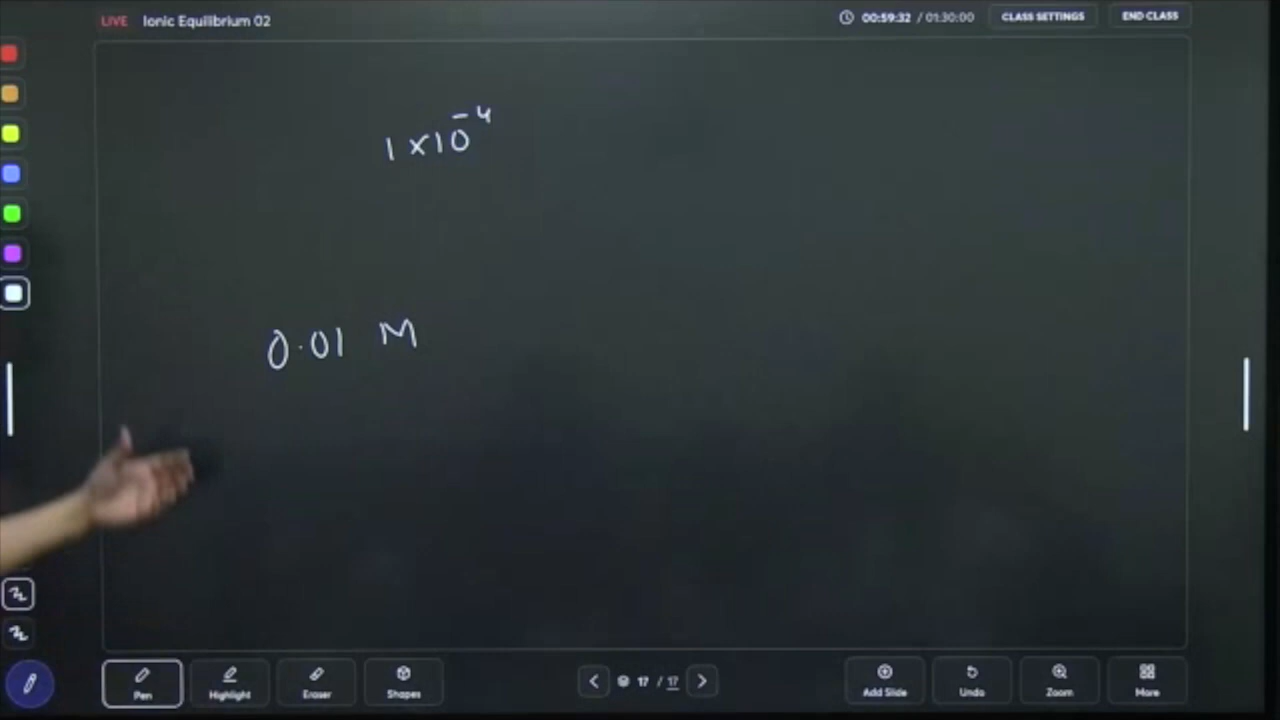 LIVE Ionic Equilibrium 02 00:59:32 / 01:30:00 CLASS SETTINGS END CLASS
1 × 10⁻⁴
0.01 M
Pen Highlight Eraser Shapes 17 / 17 Add Slide Undo Zoom More